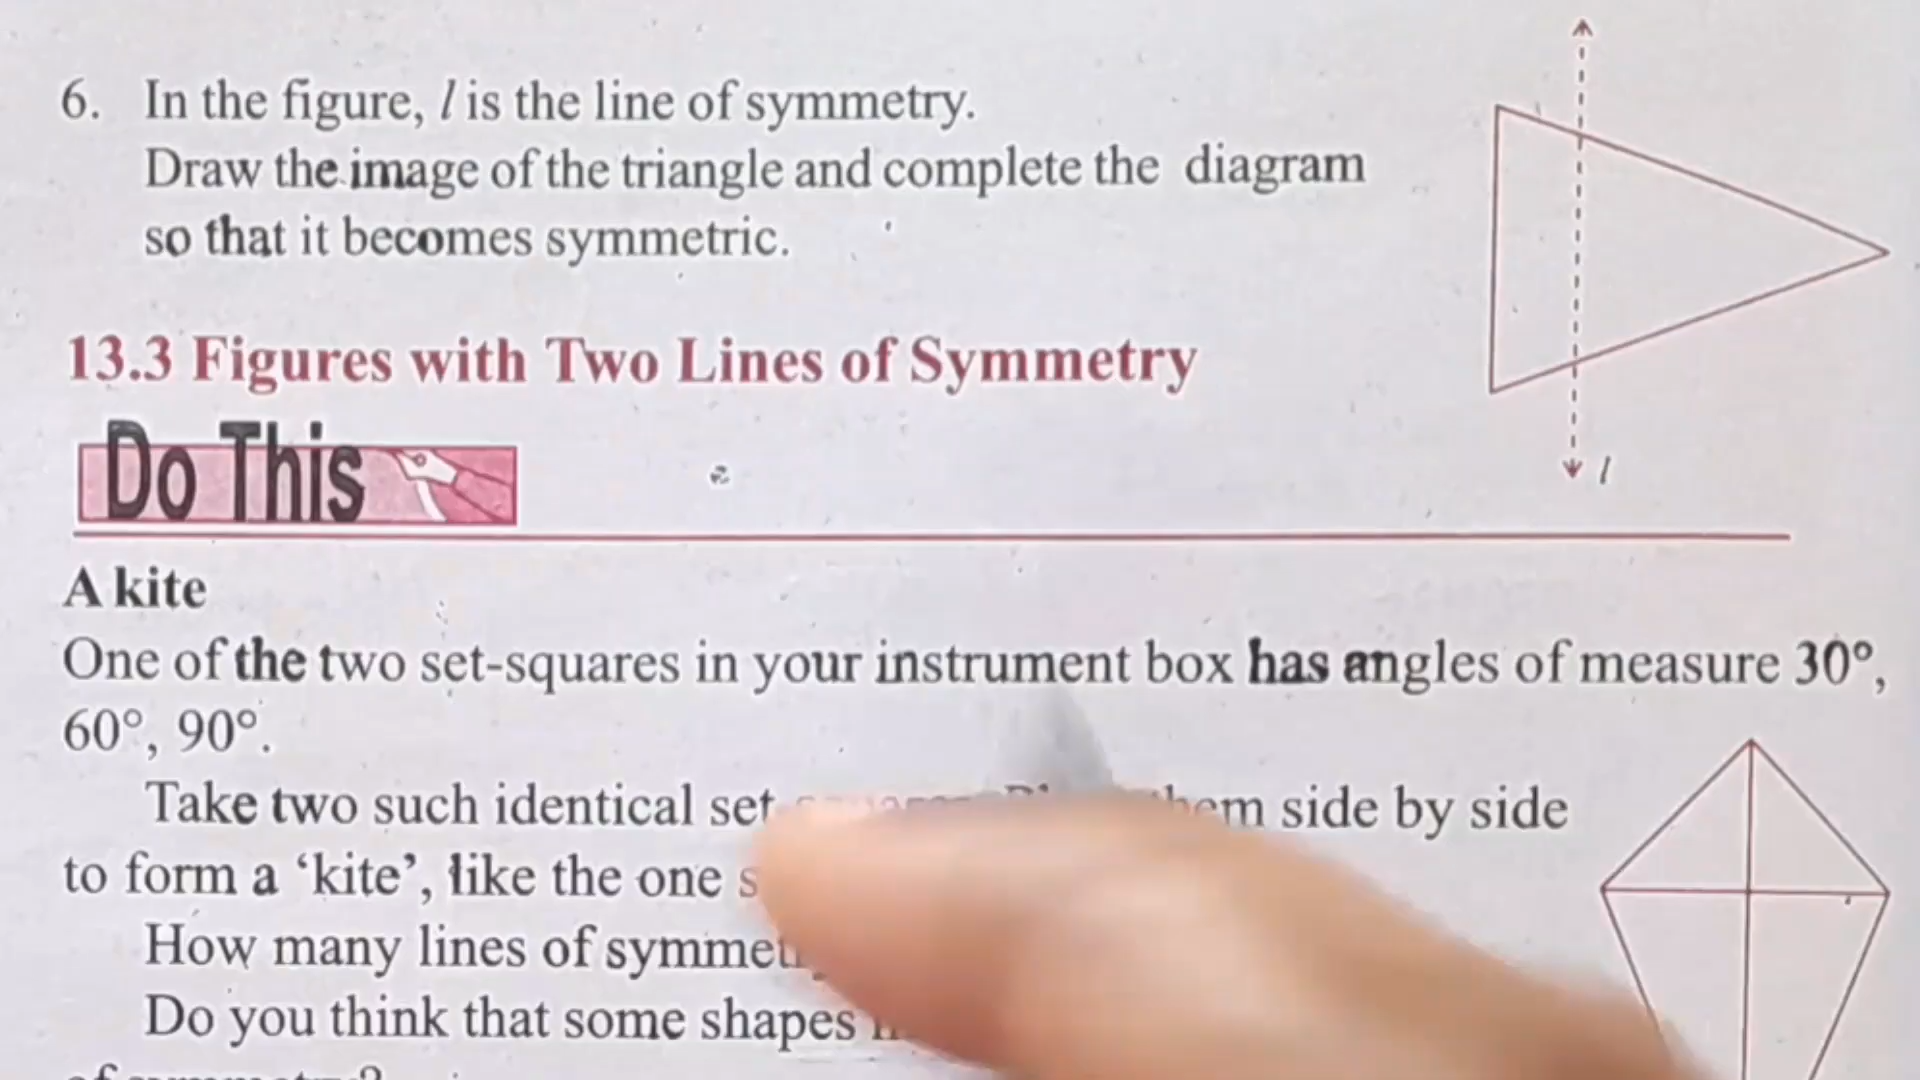 6. In the figure, l is the line of symmetry.
Draw the image of the triangle and complete the diagram
so that it becomes symmetric.
l
13.3 Figures with Two Lines of Symmetry
Do This
A kite
One of the two set-squares in your instrument box has angles of measure 30°,
60°, 90°.
Take two such identical set side by side
to form a ‘kite’, like the one
How many lines of
Do you think that some shapes